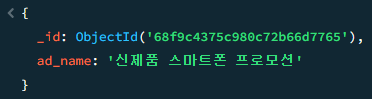 {
_id: ObjectId('68f9c4375c980c72b66d7765'),
ad_name: '신제품 스마트폰 프로모션'
}